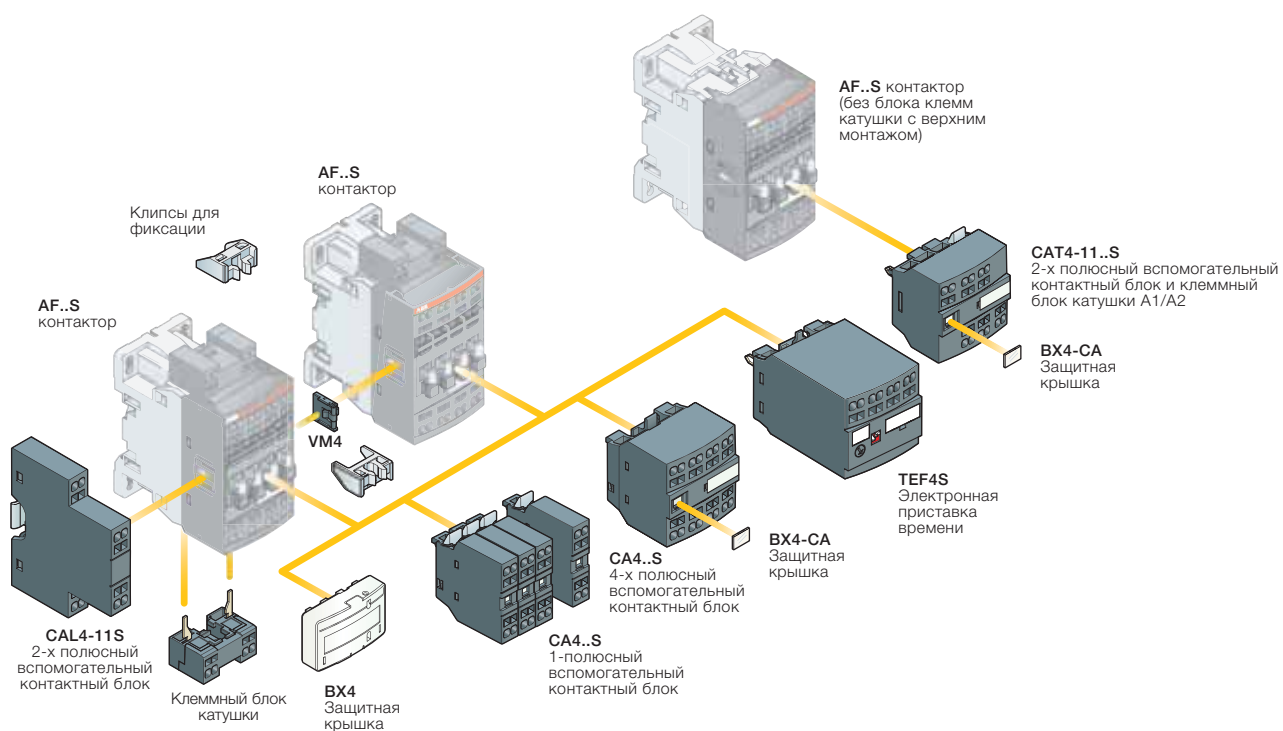 AF..S контактор
(без блока клемм
катушки с верхним
монтажом)
AF..S
контактор
Клипсы для
фиксации
AF..S
контактор
CAT4-11..S
2-х полюсный вспомогательный
контактный блок и клеммный
блок катушки A1/A2
BX4-CA
Защитная
крышка
VM4
TEF4S
Электронная
приставка
времени
BX4-CA
Защитная
крышка
CA4..S
4-х полюсный
вспомогательный
контактный блок
CAL4-11S
2-х полюсный
вспомогательный
контактный блок
Клеммный блок
катушки
BX4
Защитная
крышка
CA4..S
1-полюсный
вспомогательный
контактный блок